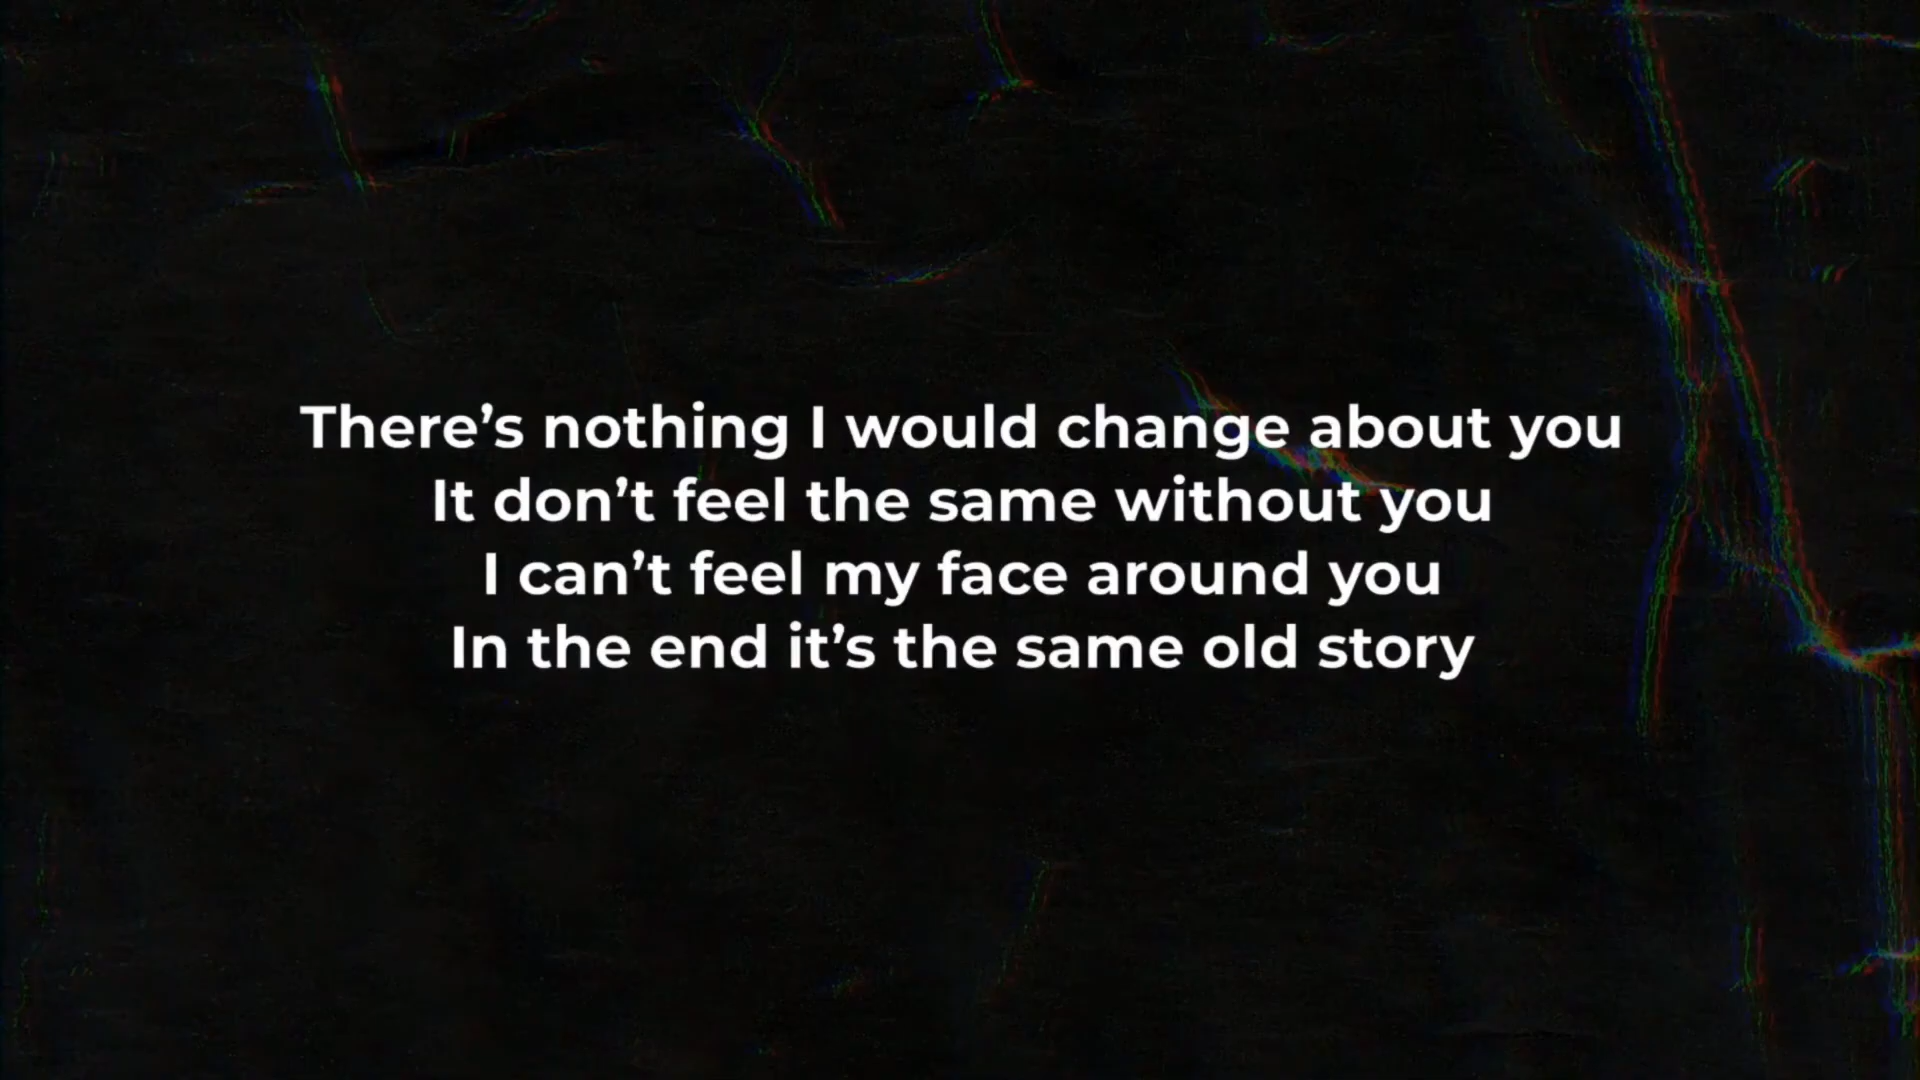 There’s nothing I would change about you
It don’t feel the same without you
I can’t feel my face around you
In the end it’s the same old story